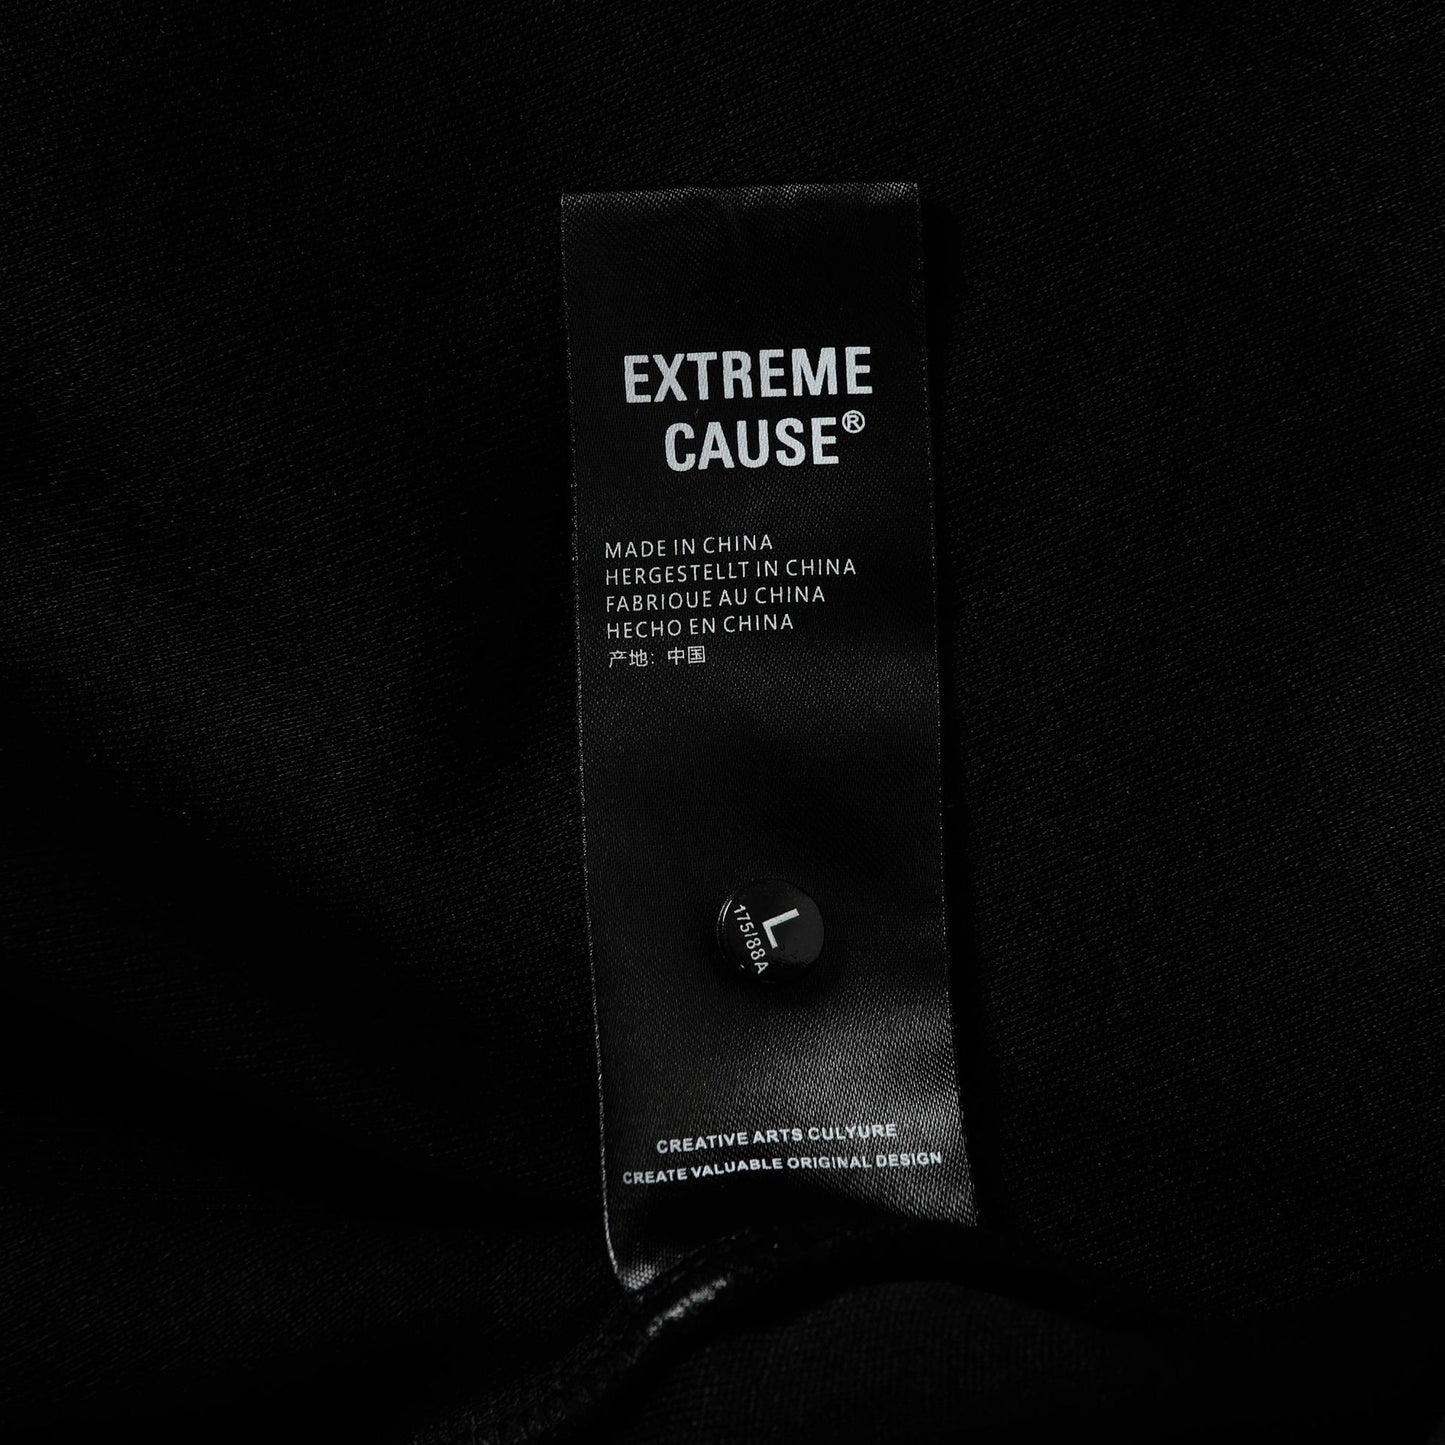 EXTREME
CAUSE®
MADE IN CHINA
HERGESTELLT IN CHINA
FABRIOUE AU CHINA
HECHO EN CHINA
产地：中国
L
175/88A
CREATIVE ARTS CULYURE
CREATE VALUABLE ORIGINAL DESIGN